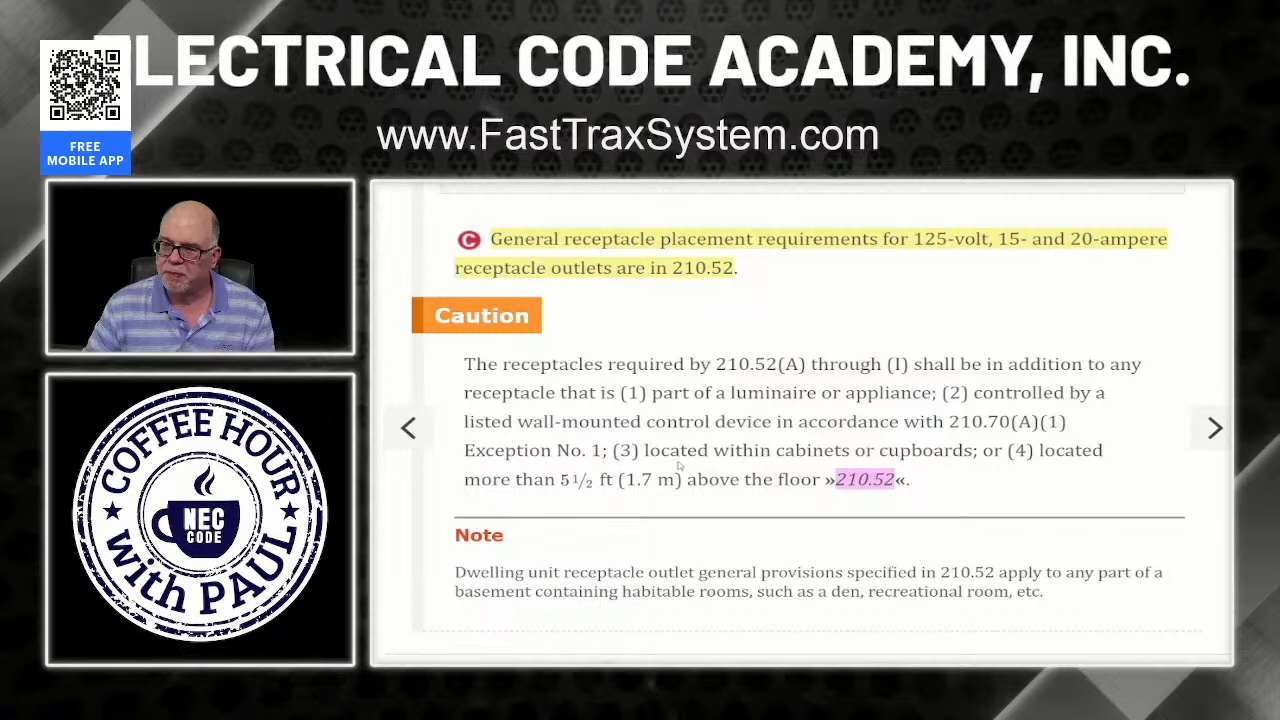 ELECTRICAL CODE ACADEMY, INC.
www.FastTraxSystem.com
FREE
MOBILE APP
C General receptacle placement requirements for 125-volt, 15- and 20-ampere
receptacle outlets are in 210.52.
Caution
The receptacles required by 210.52(A) through (I) shall be in addition to any
receptacle that is (1) part of a luminaire or appliance; (2) controlled by a
listed wall-mounted control device in accordance with 210.70(A)(1)
Exception No. 1; (3) located within cabinets or cupboards; or (4) located
more than 5 1/2 ft (1.7 m) above the floor »210.52«.
Note
Dwelling unit receptacle outlet general provisions specified in 210.52 apply to any part of a
basement containing habitable rooms, such as a den, recreational room, etc.
COFFEE HOUR
NEC
CODE
with PAUL